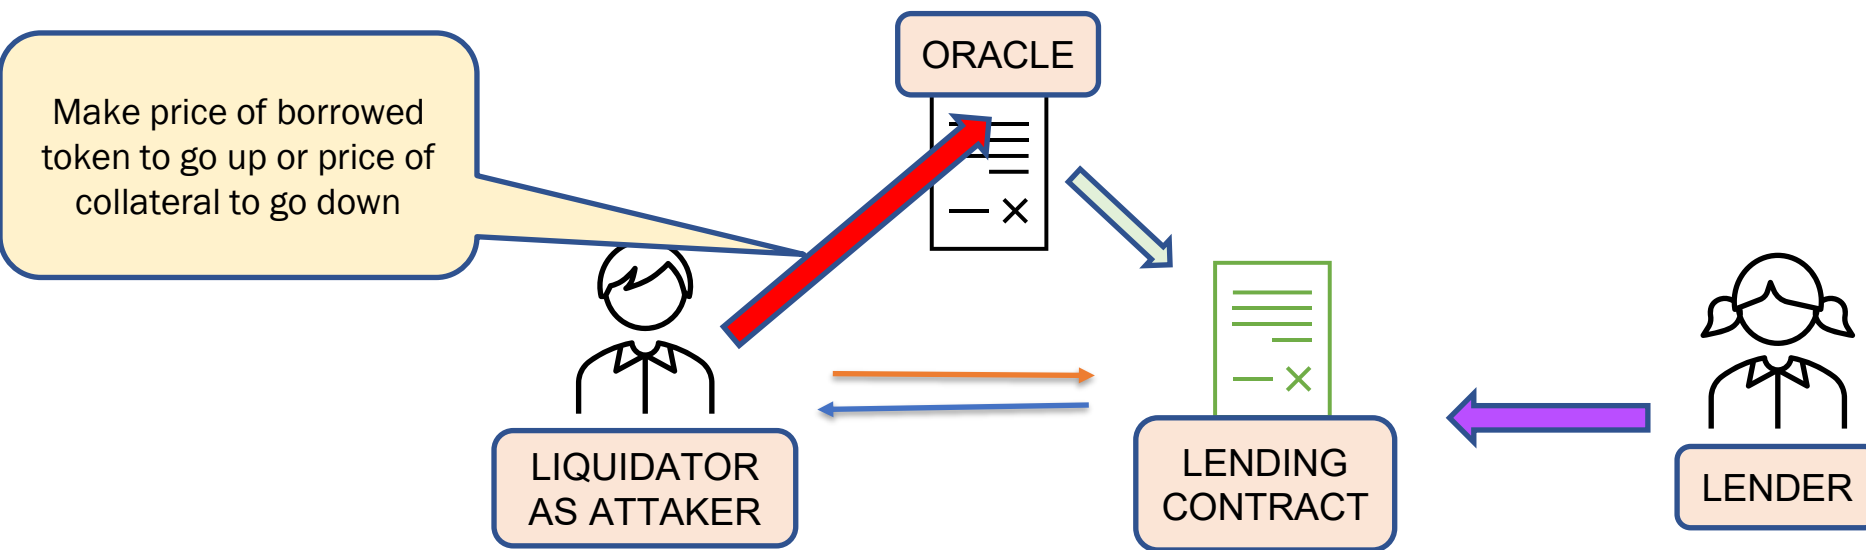 ORACLE
Make price of borrowed
token to go up or price of
collateral to go down
LIQUIDATOR
AS ATTAKER
LENDING
CONTRACT
LENDER